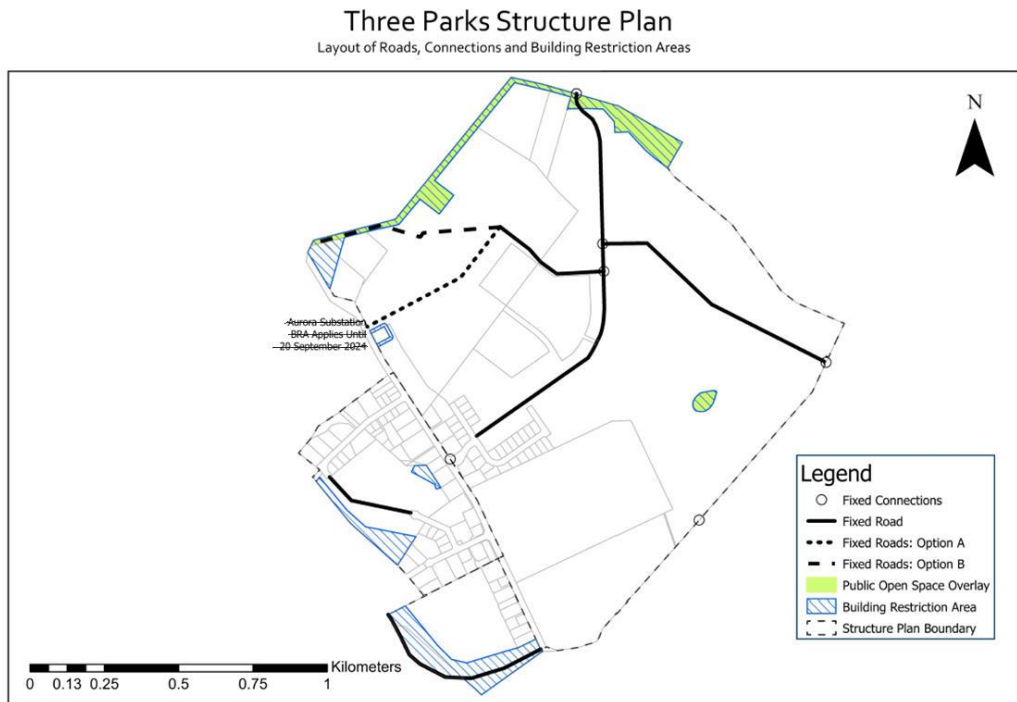 Three Parks Structure Plan
Layout of Roads, Connections and Building Restriction Areas
N
Aurora Substation
BRA Applies Until
20 September 2024
Legend
Fixed Connections
Fixed Road
Fixed Roads: Option A
Fixed Roads: Option B
Public Open Space Overlay
Building Restriction Area
Structure Plan Boundary
Kilometers
0 0.13 0.25 0.5 0.75 1